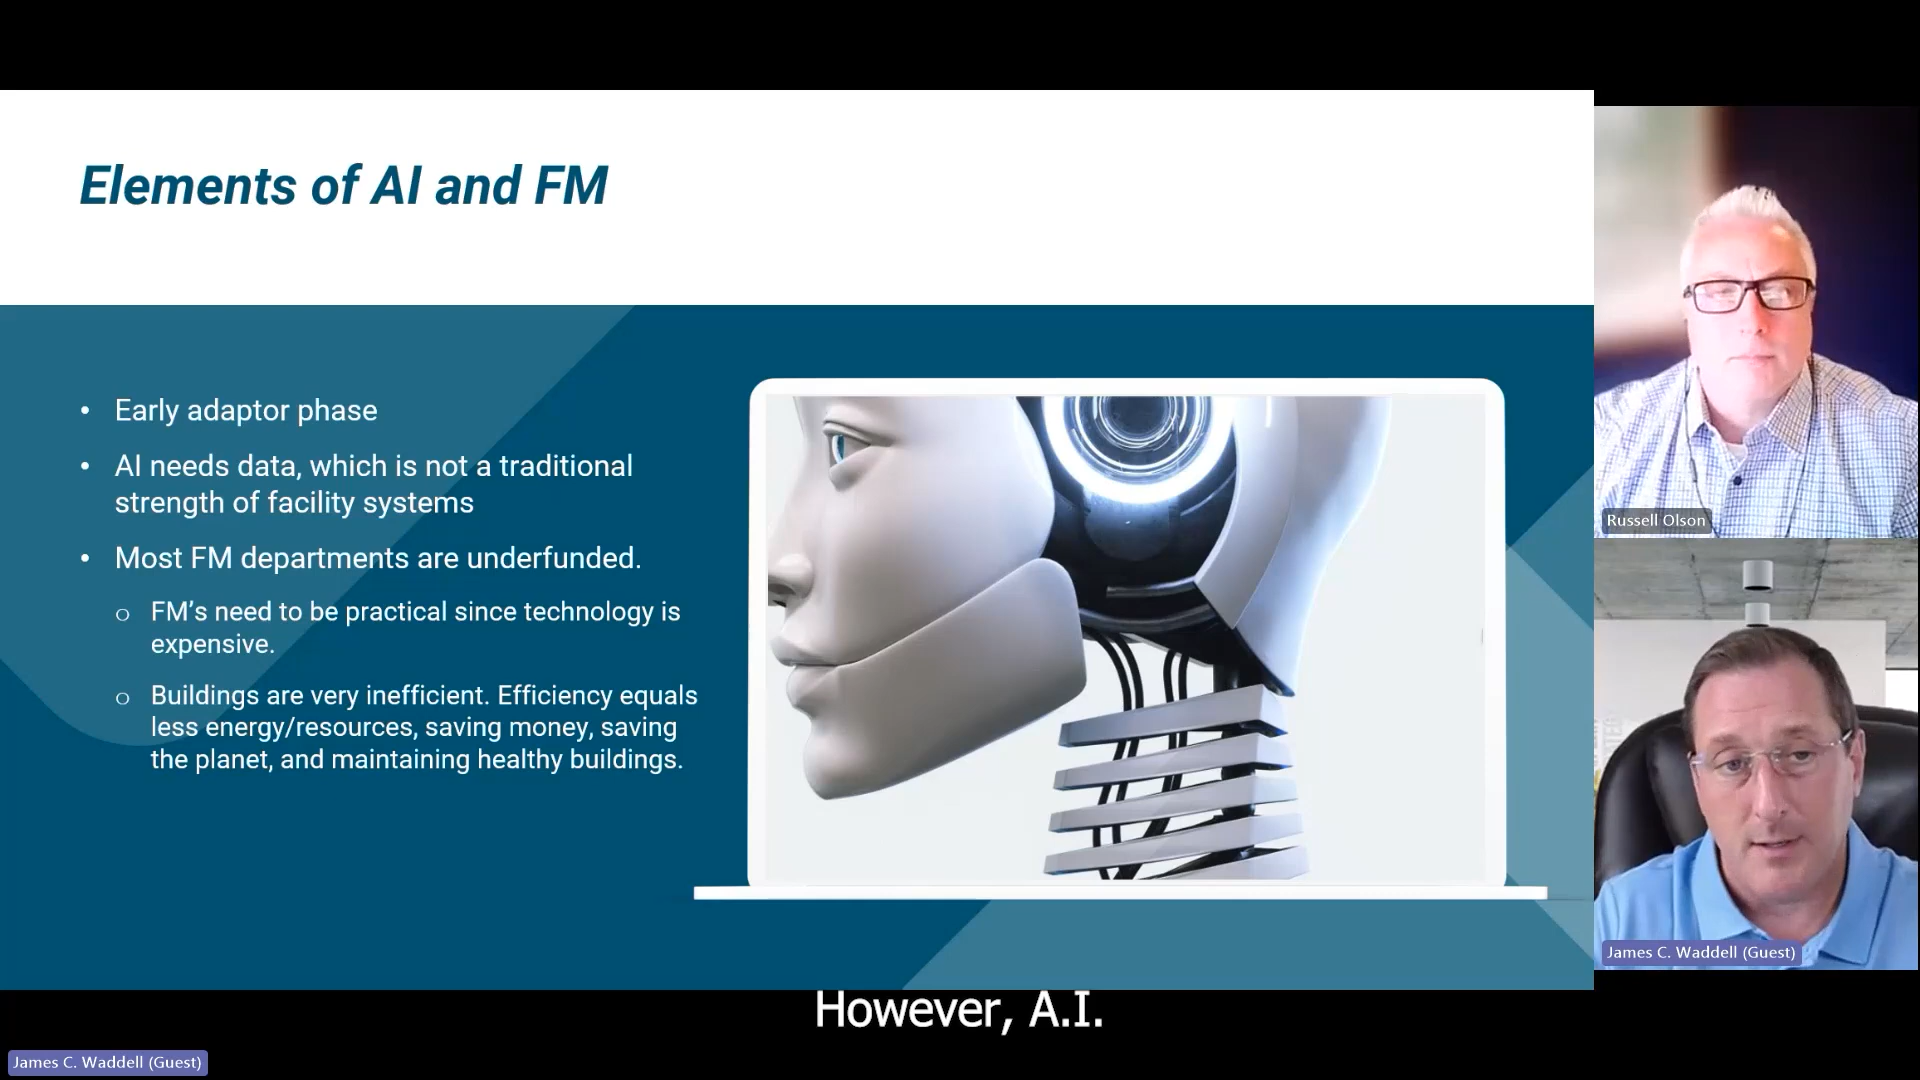 Elements of AI and FM
• Early adaptor phase
• AI needs data, which is not a traditional
strength of facility systems
• Most FM departments are underfunded.
o FM’s need to be practical since technology is
expensive.
o Buildings are very inefficient. Efficiency equals
less energy/resources, saving money, saving
the planet, and maintaining healthy buildings.
Russell Olson
James C. Waddell (Guest)
However, A.I.
James C. Waddell (Guest)